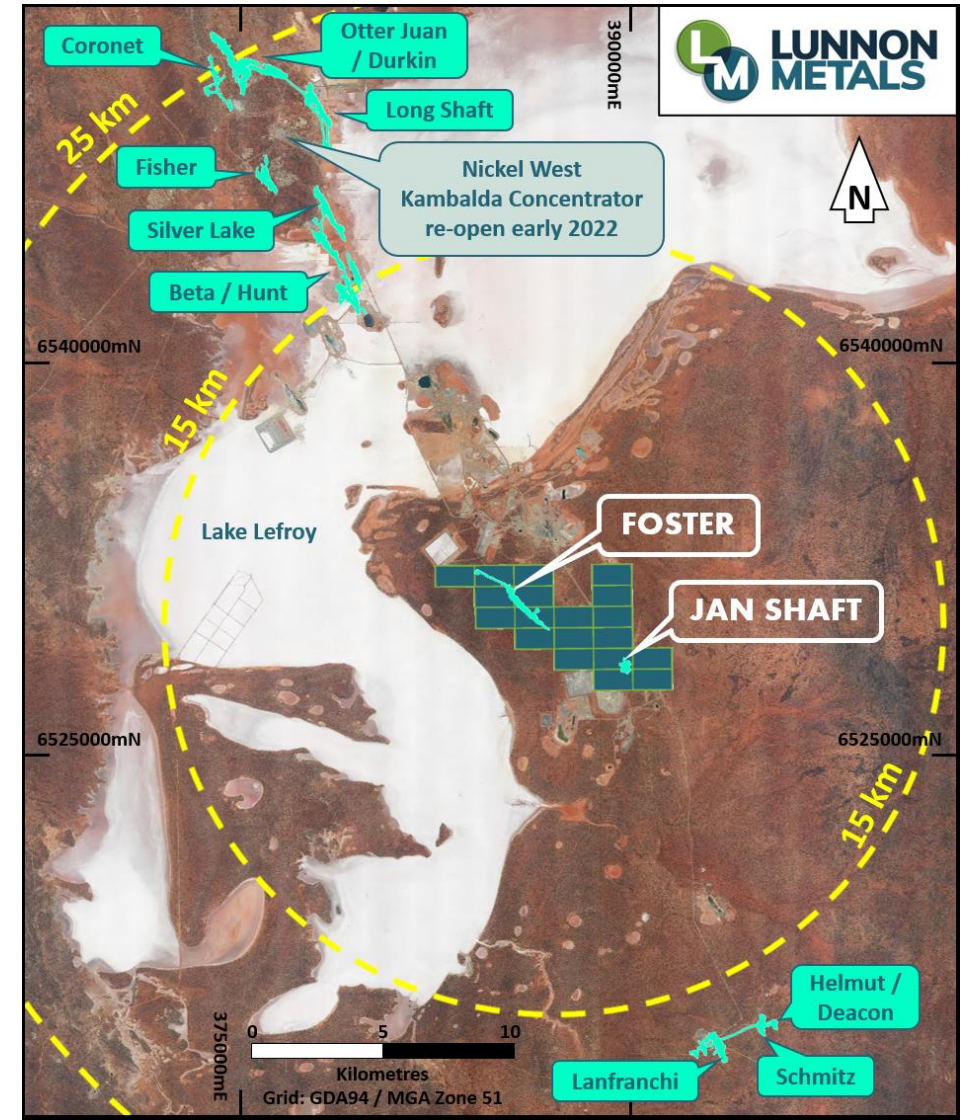 Coronet
Otter Juan
/ Durkin
390000mE
LM
LUNNON
METALS
25 km
Long Shaft
Fisher
Nickel West
Kambalda Concentrator
re-open early 2022
N
Silver Lake
Beta / Hunt
6540000mN
6540000mN
15 km
Lake Lefroy
FOSTER
JAN SHAFT
6525000mN
6525000mN
15 km
Helmut /
Deacon
375000mE
0 5 10
Kilometres
Grid: GDA94 / MGA Zone 51
Lanfranchi
Schmitz